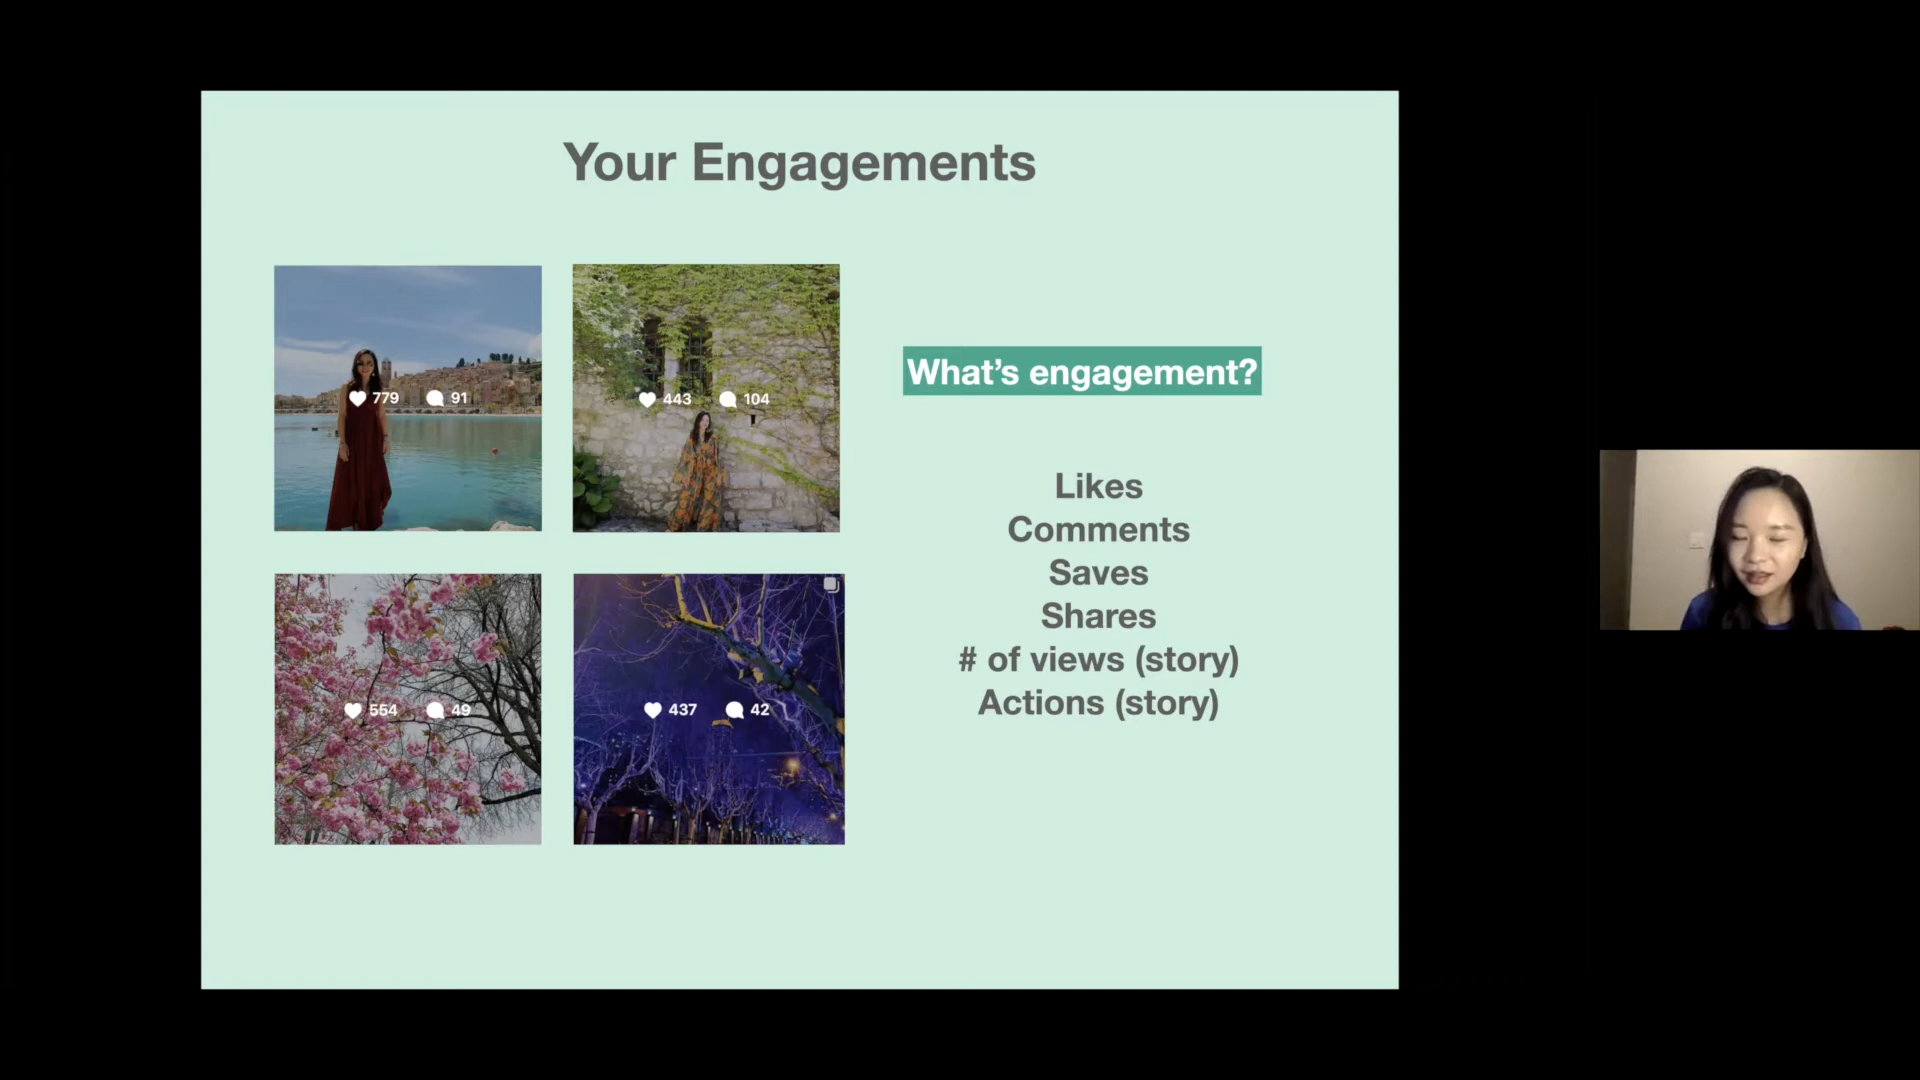 Your Engagements
779 91
443 104
What's engagement?
Likes
Comments
Saves
Shares
# of views (story)
Actions (story)
554 49
437 42